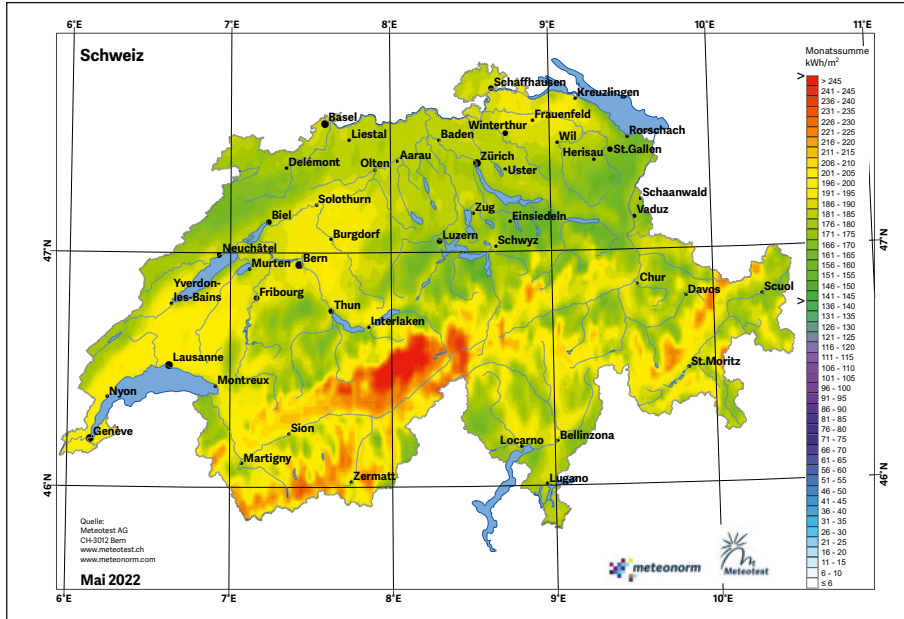 6°E
7°E
8°E
9°E
10°E
11°E
Schweiz
Monatssumme
kWh/m²
>
> 245
241 - 245
236 - 240
231 - 235
226 - 230
221 - 225
216 - 220
211 - 215
206 - 210
201 - 205
196 - 200
191 - 195
186 - 190
181 - 185
176 - 180
171 - 175
166 - 170
161 - 165
156 - 160
151 - 155
146 - 150
141 - 145
136 - 140
131 - 135
126 - 130
121 - 125
116 - 120
111 - 115
106 - 110
101 - 105
96 - 100
91 - 95
86 - 90
81 - 85
76 - 80
71 - 75
66 - 70
61 - 65
56 - 60
51 - 55
46 - 50
41 - 45
36 - 40
31 - 35
26 - 30
21 - 25
16 - 20
11 - 15
6 - 10
≤ 6
>
Schaffhausen
Kreuzlingen
Basel
Frauenfeld
Winterthur
Liestal
Baden
Wil
Rorschach
Herisau
St.Gallen
Delémont
Olten
Aarau
Zürich
Uster
Solothurn
Schaanwald
Zug
Vaduz
Biel
Einsiedeln
Burgdorf
Luzern
Schwyz
47°N
47°N
Neuchâtel
Murten
Bern
Chur
Yverdon-
les-Bains
Fribourg
Davos
Scuol
Thun
Interlaken
Lausanne
St.Moritz
Montreux
Nyon
Genève
Sion
Locarno
Bellinzona
Martigny
Zermatt
Lugano
46°N
46°N
Quelle:
Meteotest AG
CH-3012 Bern
www.meteotest.ch
www.meteonorm.com
meteonorm
Meteotest
Mai 2022
6°E
7°E
8°E
9°E
10°E